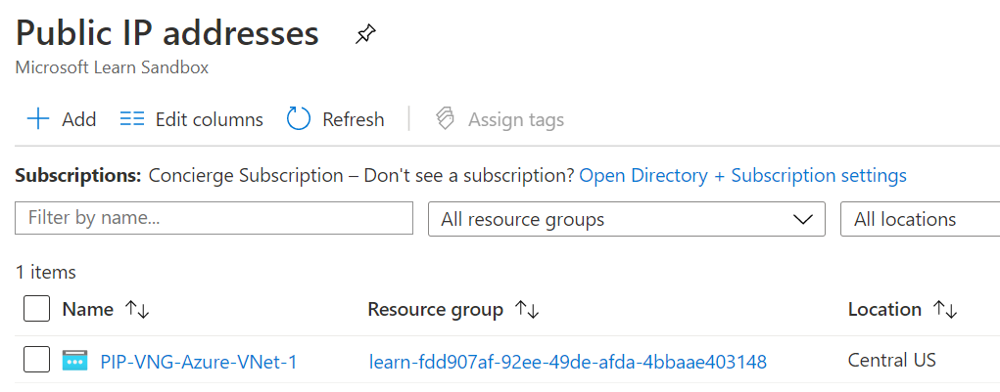 Public IP addresses
Microsoft Learn Sandbox
Add Edit columns Refresh Assign tags
Subscriptions: Concierge Subscription – Don't see a subscription? Open Directory + Subscription settings
Filter by name... All resource groups All locations
1 items
Name Resource group Location
PIP-VNG-Azure-VNet-1 learn-fdd907af-92ee-49de-afda-4bbaae403148 Central US